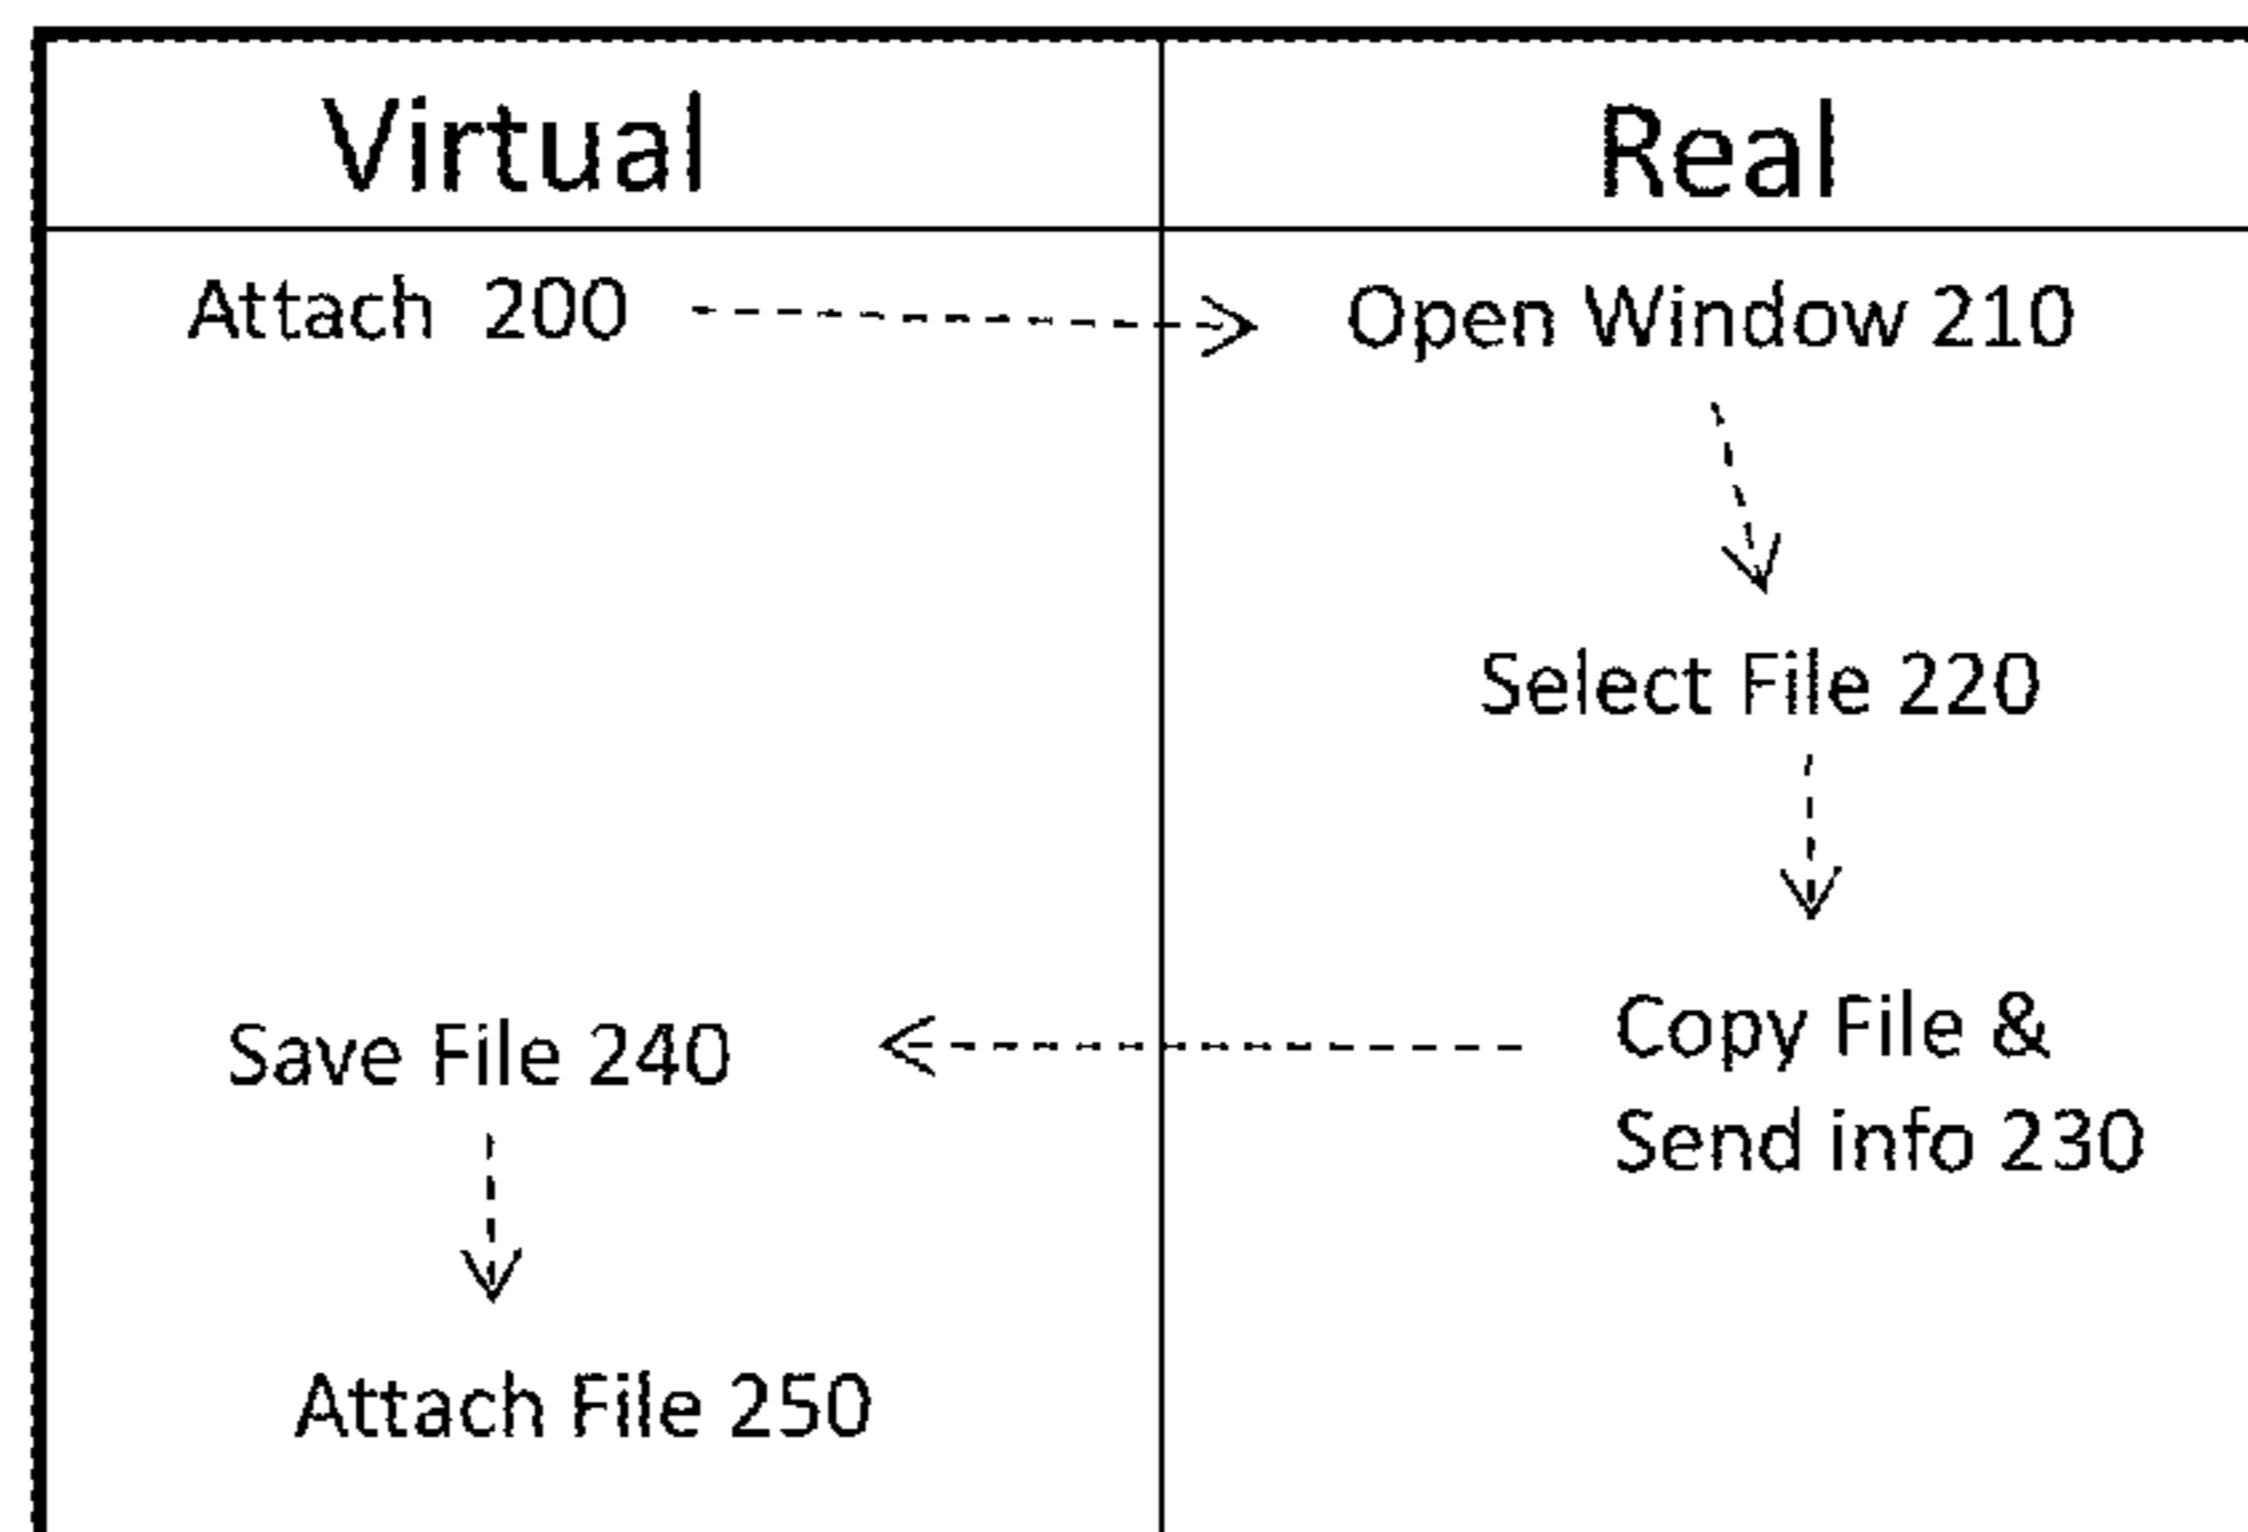 Virtual
Real
Attach 200
Open Window 210
Select File 220
Copy File &
Send info 230
Save File 240
Attach File 250